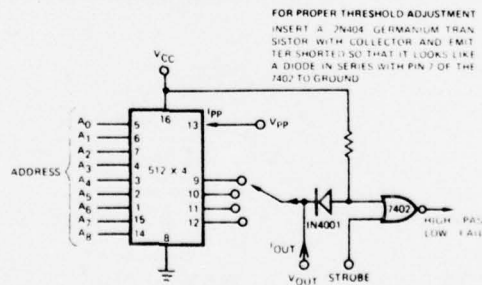 FOR PROPER THRESHOLD ADJUSTMENT
INSERT A 2N404 GERMANIUM TRAN
SISTOR WITH COLLECTOR AND EMIT
TER SHORTED SO THAT IT LOOKS LIKE
A DIODE IN SERIES WITH PIN 7 OF THE
7402 TO GROUND
VCC
16
IPP
13
VPP
ADDRESS
A0 5
A1 6
A2 7
A3 4
A4 3
A5 2
A6 1
A7 15
A8 14
512 X 4
9
10
11
12
8
1N4001
7402
HIGH PAS
LOW FAIL
IOUT
VOUT
STROBE